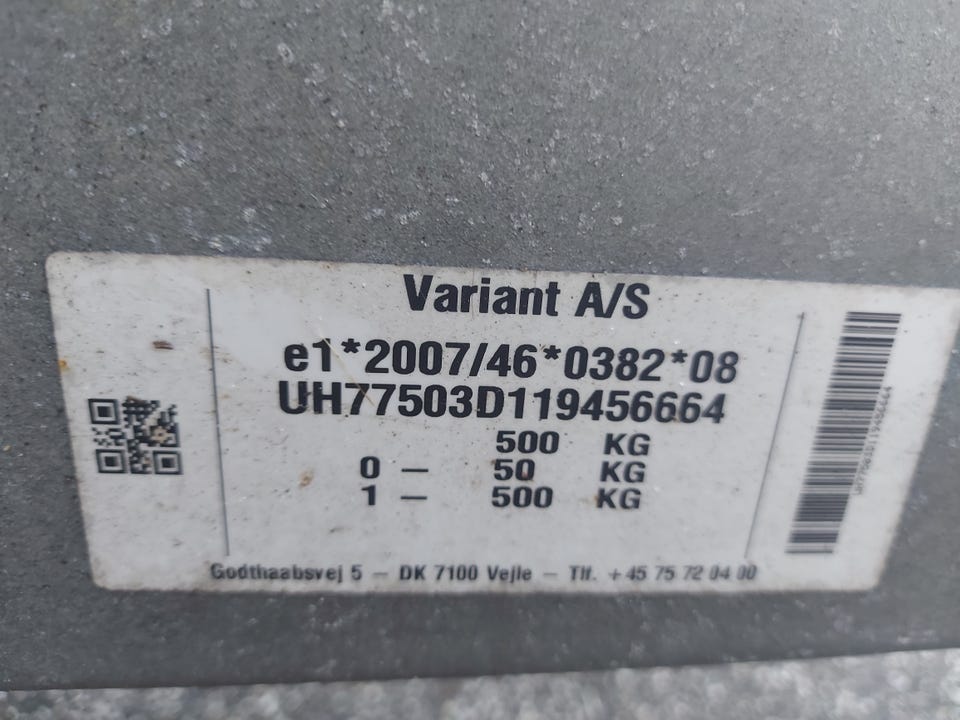 Variant A/S
e1*2007/46*0382*08
UH77503D119456664
500 KG
0 - 50 KG
1 - 500 KG
Godthaabsvej 5 - DK 7100 Vejle - Tlf. +45 75 72 04 00
UH77503D119456664